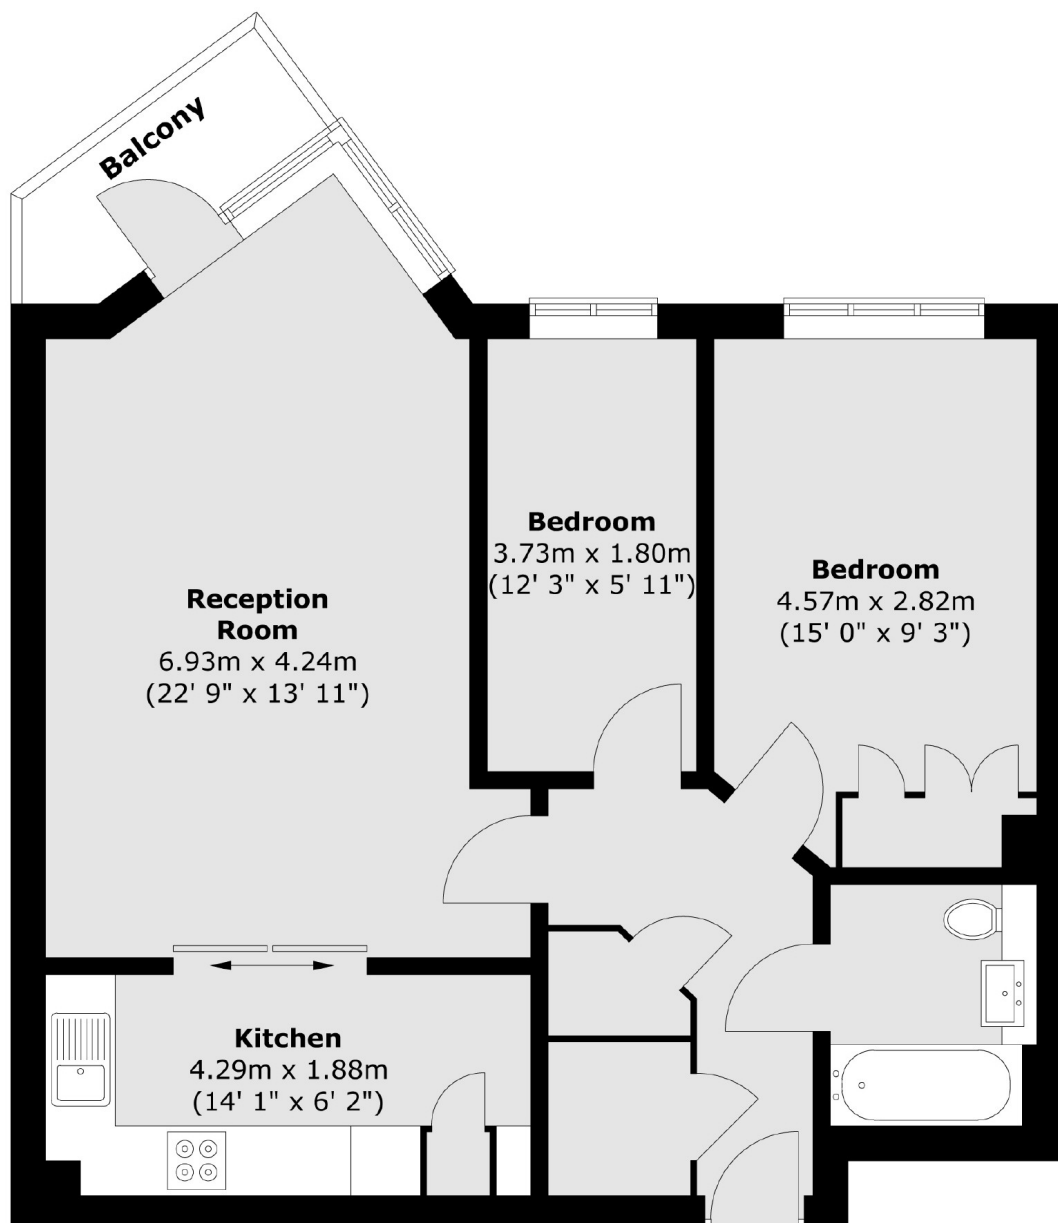 Balcony
Bedroom
3.73m x 1.80m
(12' 3" x 5' 11")
Bedroom
4.57m x 2.82m
(15' 0" x 9' 3")
Reception
Room
6.93m x 4.24m
(22' 9" x 13' 11")
Kitchen
4.29m x 1.88m
(14' 1" x 6' 2")